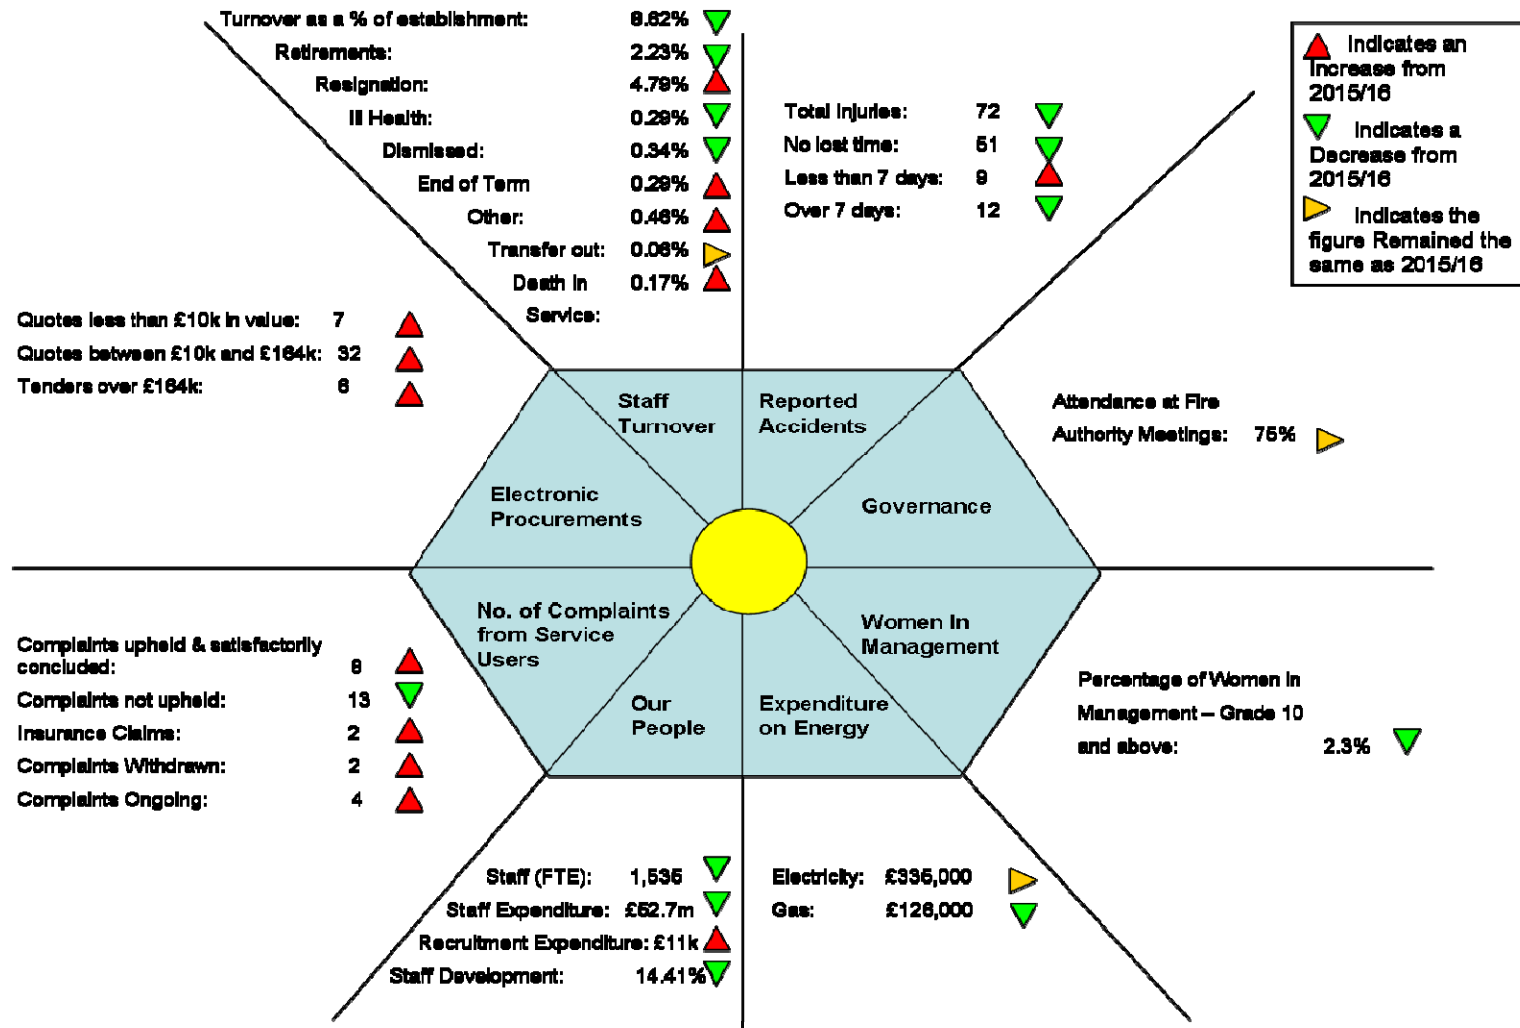 Turnover as a % of establishment: 8.62%
Retirements: 2.23%
Resignation: 4.79%
Ill Health: 0.29%
Dismissed: 0.34%
End of Term 0.29%
Other: 0.46%
Transfer out: 0.06%
Death in 0.17%
Service:
Total Injuries: 72
No lost time: 51
Less than 7 days: 9
Over 7 days: 12
Indicates an
Increase from
2015/16
Indicates a
Decrease from
2015/16
Indicates the
figure Remained the
same as 2015/16
Quotes less than £10k in value: 7
Quotes between £10k and £164k: 32
Tenders over £164k: 6
Attendance at Fire
Authority Meetings: 75%
Staff
Turnover
Reported
Accidents
Electronic
Procurements
Governance
No. of Complaints
from Service
Users
Women In
Management
Our
People
Expenditure
on Energy
Complaints upheld & satisfactorily
concluded: 8
Complaints not upheld: 13
Insurance Claims: 2
Complaints Withdrawn: 2
Complaints Ongoing: 4
Percentage of Women in
Management – Grade 10
and above: 2.3%
Staff (FTE): 1,535
Staff Expenditure: £52.7m
Recruitment Expenditure: £11k
Staff Development: 14.41%
Electricity: £335,000
Gas: £126,000